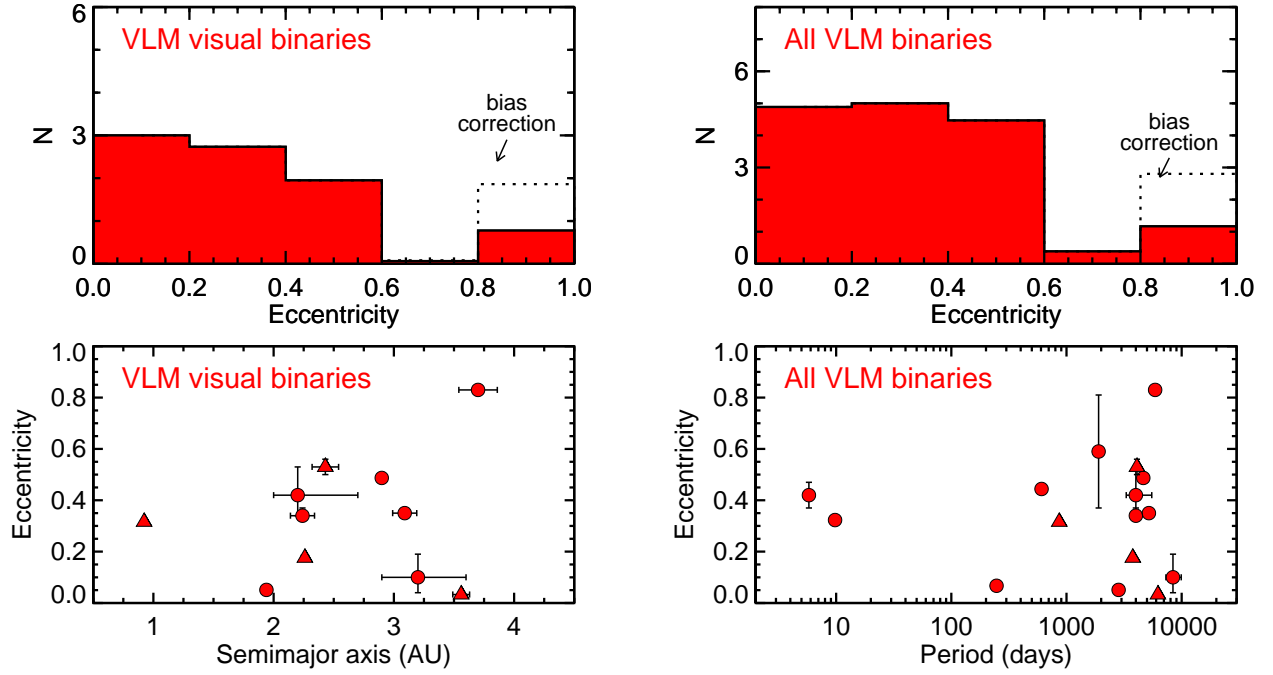 6
3
0
N
VLM visual binaries
bias
correction
0.0 0.2 0.4 0.6 0.8 1.0
Eccentricity
6
3
0
N
All VLM binaries
bias
correction
0.0 0.2 0.4 0.6 0.8 1.0
Eccentricity
1.0
0.8
0.6
0.4
0.2
0.0
Eccentricity
VLM visual binaries
1 2 3 4
Semimajor axis (AU)
1.0
0.8
0.6
0.4
0.2
0.0
Eccentricity
All VLM binaries
10 100 1000 10000
Period (days)